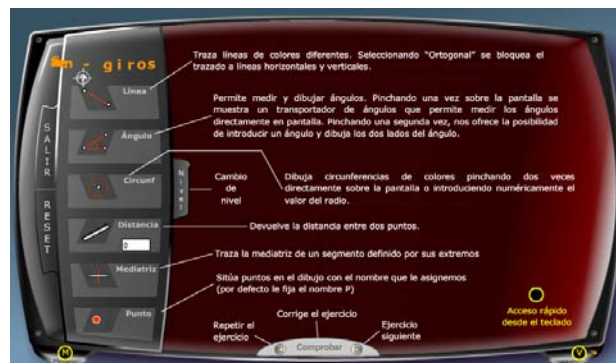 n - giros
Traza líneas de colores diferentes. Seleccionando "Ortogonal" se bloquea el
trazado a líneas horizontales y verticales.
Línea
Permite medir y dibujar ángulos. Pinchando una vez sobre la pantalla se
muestra un transportador de ángulos que permite medir los ángulos
directamente en pantalla. Pinchando una segunda vez, nos ofrece la posibilidad
de introducir un ángulo y dibuja los dos lados del ángulo.
Ángulo
SALIR
Circunf
Nivel
Cambio
de
nivel
Dibuja circunferencias de colores pinchando dos veces
directamente sobre la pantalla o introduciendo numéricamente el
valor del radio.
RESET
Distancia
0
Devuelve la distancia entre dos puntos.
Mediatriz
Traza la mediatriz de un segmento definido por sus extremos
Sitúa puntos en el dibujo con el nombre que le asignemos
(por defecto le fija el nombre P)
Punto
Corrige el ejercicio
Repetir el
ejercicio
Comprobar
Ejercicio
siguiente
Acceso rápido
desde el teclado
M
V